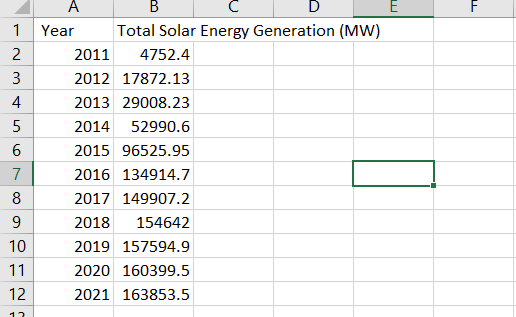 A B C D E F
1 Year Total Solar Energy Generation (MW)
2 2011 4752.4
3 2012 17872.13
4 2013 29008.23
5 2014 52990.6
6 2015 96525.95
7 2016 134914.7
8 2017 149907.2
9 2018 154642
10 2019 157594.9
11 2020 160399.5
12 2021 163853.5